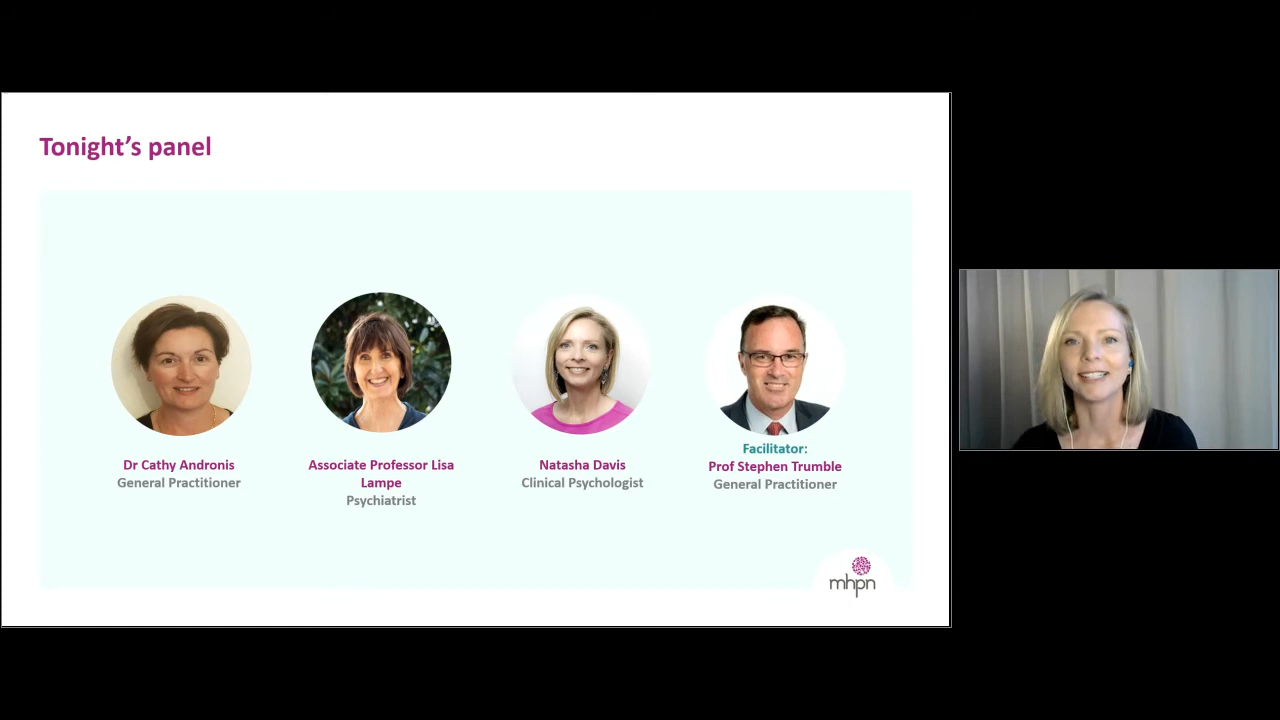 Tonight's panel
Dr Cathy Andronis
General Practitioner
Associate Professor Lisa
Lampe
Psychiatrist
Natasha Davis
Clinical Psychologist
Facilitator:
Prof Stephen Trumble
General Practitioner
mhpn